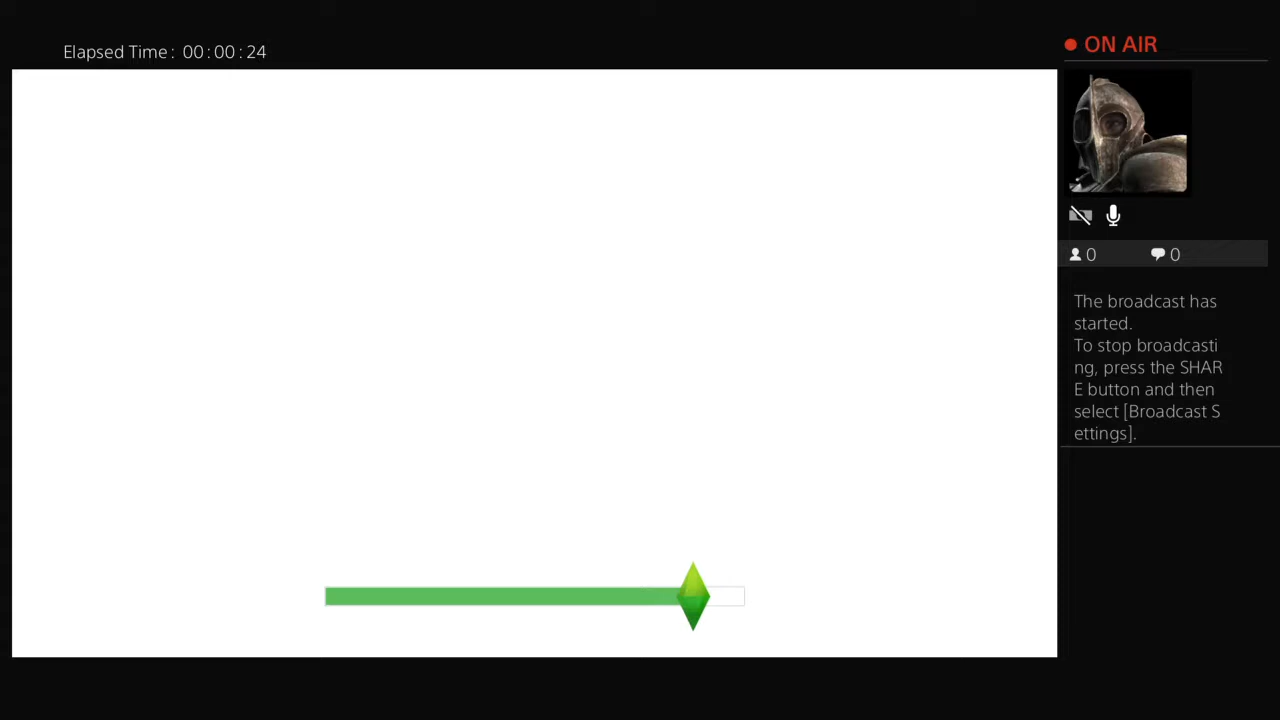 Elapsed Time: 00:00:24
ON AIR
0 0
The broadcast has
started.
To stop broadcasti
ng, press the SHAR
E button and then
select [Broadcast S
ettings].